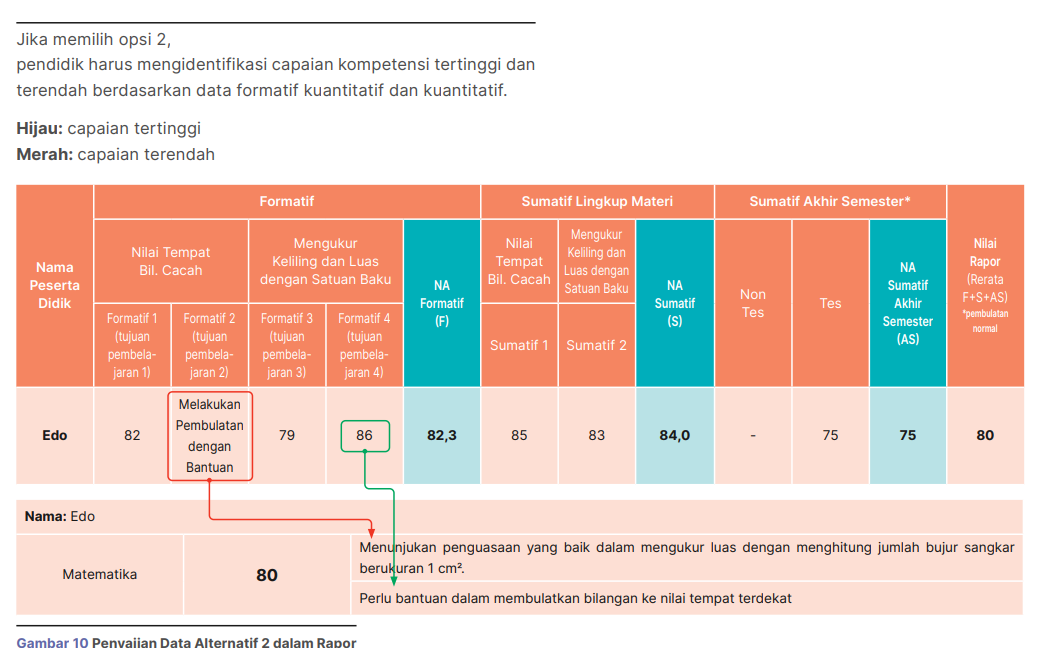 Jika memilih opsi 2,
pendidik harus mengidentifikasi capaian kompetensi tertinggi dan
terendah berdasarkan data formatif kuantitatif dan kuantitatif.
Hijau: capaian tertinggi
Merah: capaian terendah
Nama
Peserta
Didik
Formatif
Sumatif Lingkup Materi
Sumatif Akhir Semester*
Nilai
Rapor
(Rerata
F+S+AS)
*pembulatan
normal
Nilai Tempat
Bil. Cacah
Mengukur
Keliling dan Luas
dengan Satuan Baku
NA
Formatif
(F)
Nilai
Tempat
Bil. Cacah
Mengukur
Keliling dan
Luas dengan
Satuan Baku
NA
Sumatif
(S)
Non
Tes
Tes
NA
Sumatif
Akhir
Semester
(AS)
Formatif 1
(tujuan
pembela-
jaran 1)
Formatif 2
(tujuan
pembela-
jaran 2)
Formatif 3
(tujuan
pembela-
jaran 3)
Formatif 4
(tujuan
pembela-
jaran 4)
Sumatif 1
Sumatif 2
Edo
82
Melakukan
Pembulatan
dengan
Bantuan
79
86
82,3
85
83
84,0
-
75
75
80
Nama: Edo
Matematika
80
Menunjukan penguasaan yang baik dalam mengukur luas dengan menghitung jumlah bujur sangkar
berukuran 1 cm².
Perlu bantuan dalam membulatkan bilangan ke nilai tempat terdekat
Gambar 10 Penyajian Data Alternatif 2 dalam Rapor